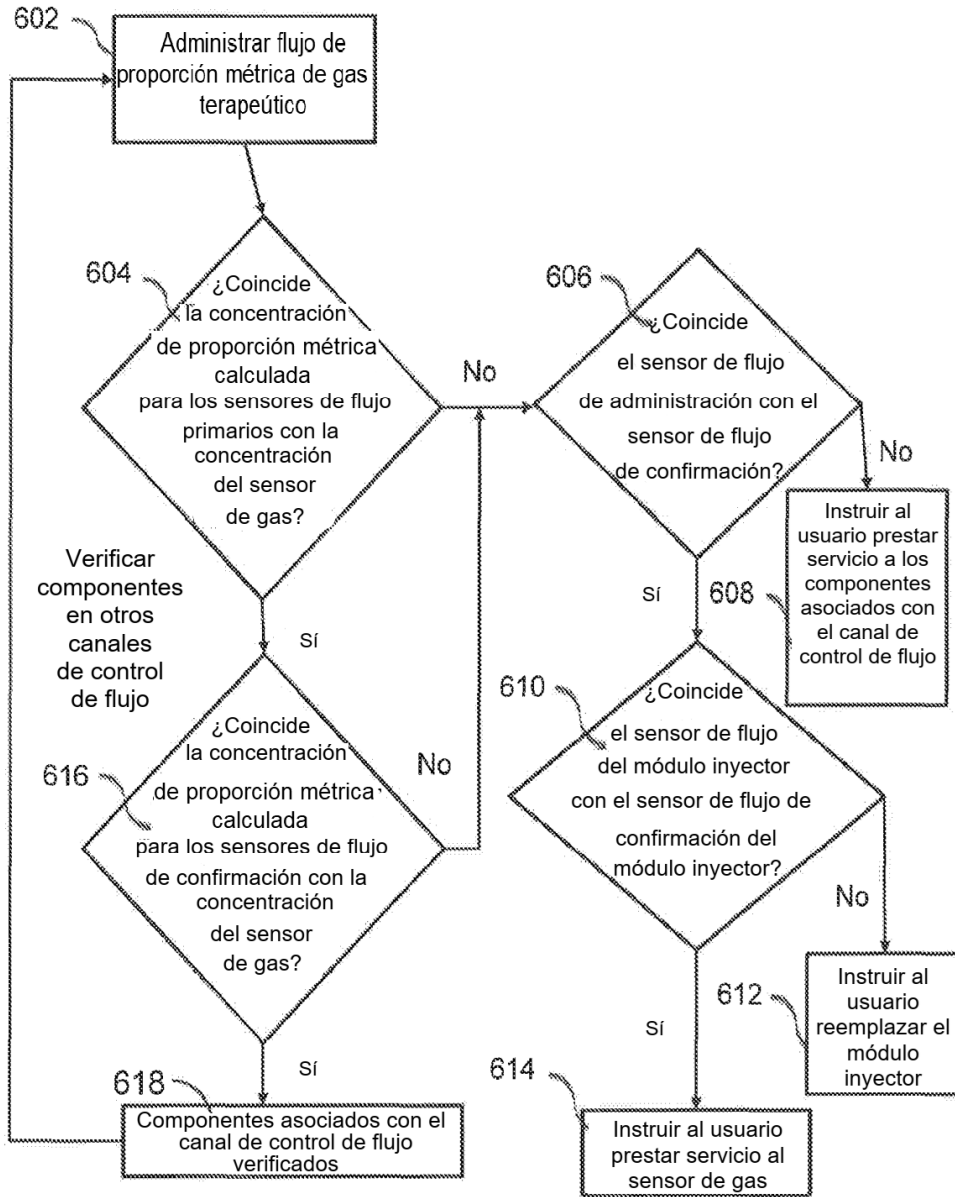 602
Administrar flujo de
proporción métrica de gas
terapeútico
604
¿Coincide
la concentración
de proporción métrica
calculada
para los sensores de flujo
primarios con la
concentración
del sensor
de gas?
No
606
¿Coincide
el sensor de flujo
de administración con el
sensor de flujo
de confirmación?
No
Instruir al
usuario prestar
servicio a los
componentes
asociados con
el canal de
control de flujo
608
Sí
Verificar
componentes
en otros
canales
de control
de flujo
Sí
610
¿Coincide
el sensor de flujo
del módulo inyector
con el sensor de flujo de
confirmación del
módulo inyector?
No
616
¿Coincide
la concentración
de proporción métrica
calculada
para los sensores de flujo
de confirmación con la
concentración
del sensor
de gas?
No
612
Instruir al
usuario
reemplazar el
módulo
inyector
Sí
614
Instruir al usuario
prestar servicio al
sensor de gas
Sí
618
Componentes asociados con el
canal de control de flujo
verificados